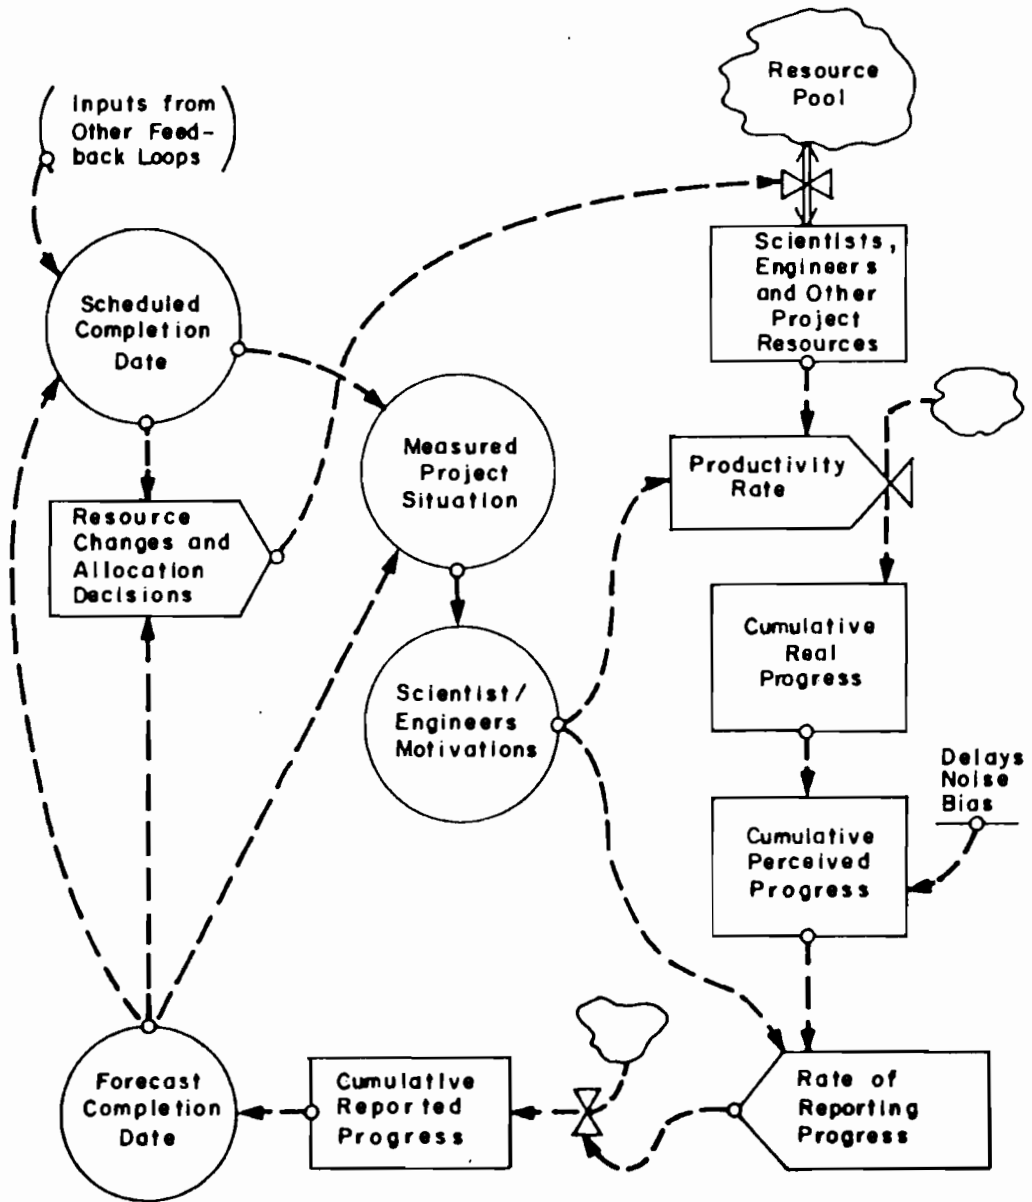 Resource
Pool
(Inputs from
Other Feed-
back Loops)
Scientists,
Engineers
and Other
Project
Resources
Scheduled
Completion
Date
Measured
Project
Situation
Productivity
Rate
Resource
Changes and
Allocation
Decisions
Cumulative
Real
Progress
Scientist/
Engineers
Motivations
Delays
Noise
Bias
Cumulative
Perceived
Progress
Forecast
Completion
Date
Cumulative
Reported
Progress
Rate of
Reporting
Progress